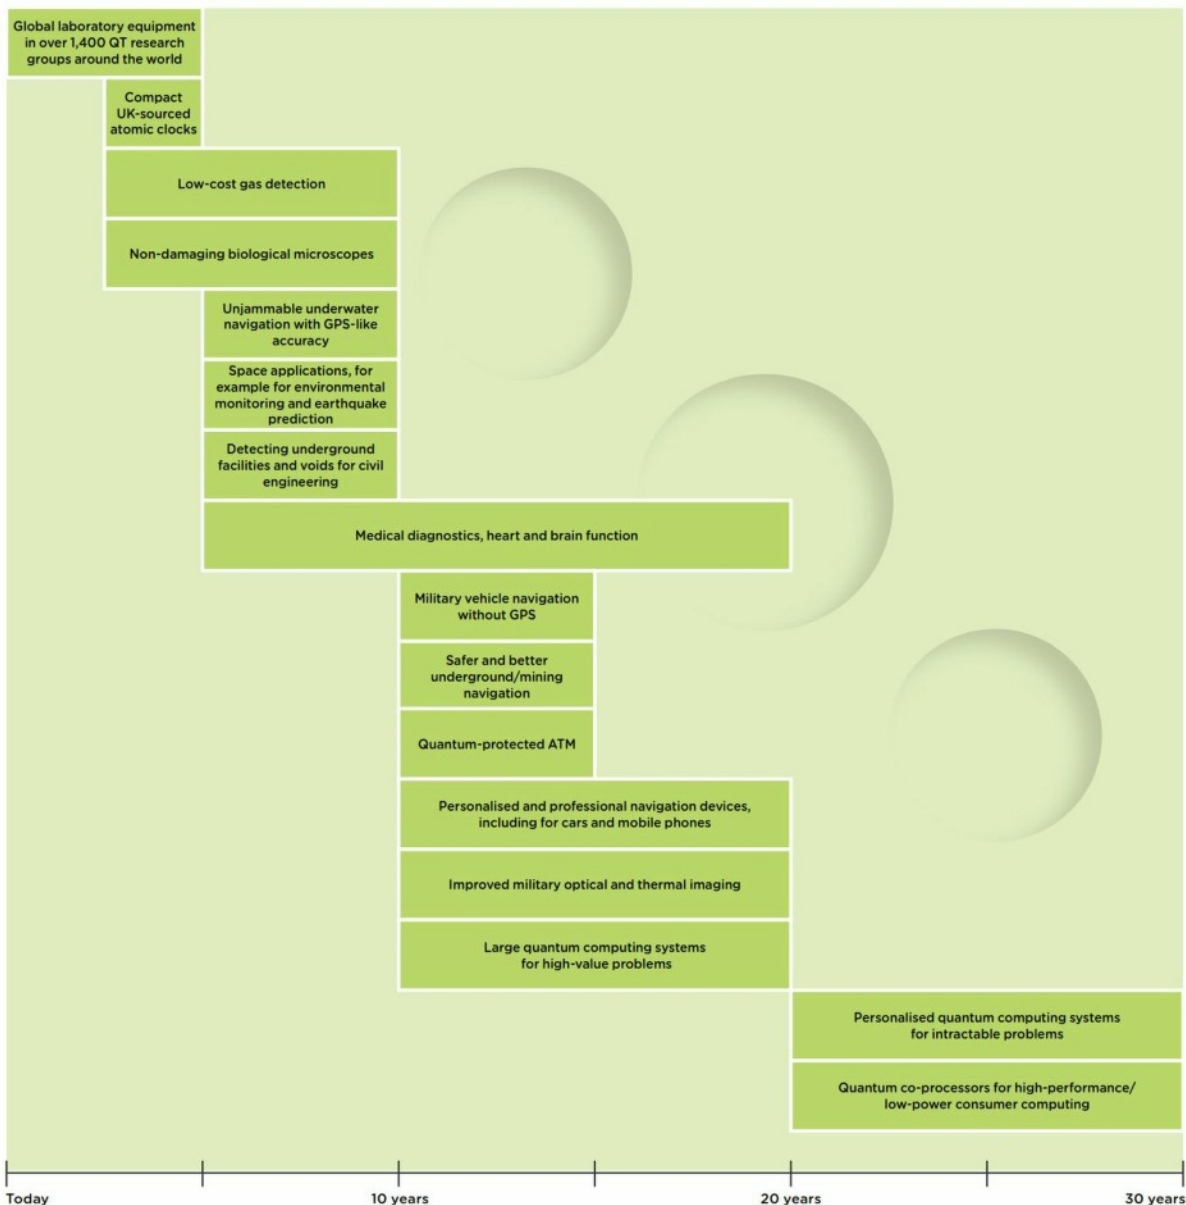 Global laboratory equipment
in over 1,400 QT research
groups around the world
Compact
UK-sourced
atomic clocks
Low-cost gas detection
Non-damaging biological microscopes
Unjammable underwater
navigation with GPS-like
accuracy
Space applications, for
example for environmental
monitoring and earthquake
prediction
Detecting underground
facilities and voids for civil
engineering
Medical diagnostics, heart and brain function
Military vehicle navigation
without GPS
Safer and better
underground/mining
navigation
Quantum-protected ATM
Personalised and professional navigation devices,
including for cars and mobile phones
Improved military optical and thermal imaging
Large quantum computing systems
for high-value problems
Personalised quantum computing systems
for intractable problems
Quantum co-processors for high-performance/
low-power consumer computing
Today
10 years
20 years
30 years